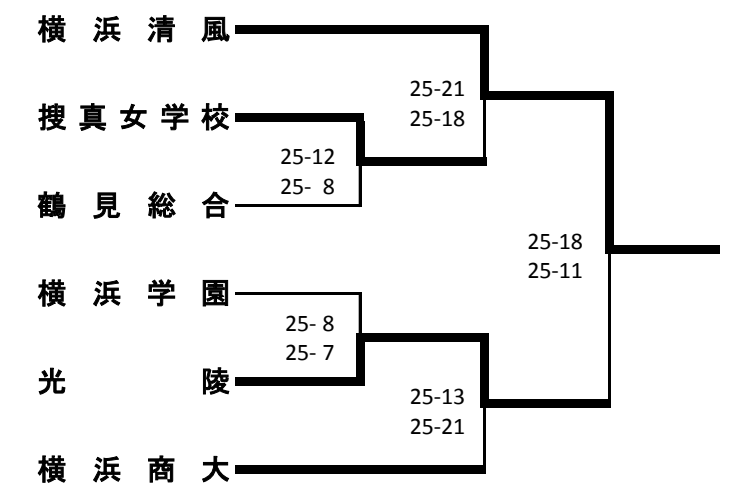 横浜清風
25-21
25-18
捜真女学校
25-12
25- 8
鶴見総合
25-18
25-11
横浜学園
25- 8
25- 7
光陵
25-13
25-21
横浜商大